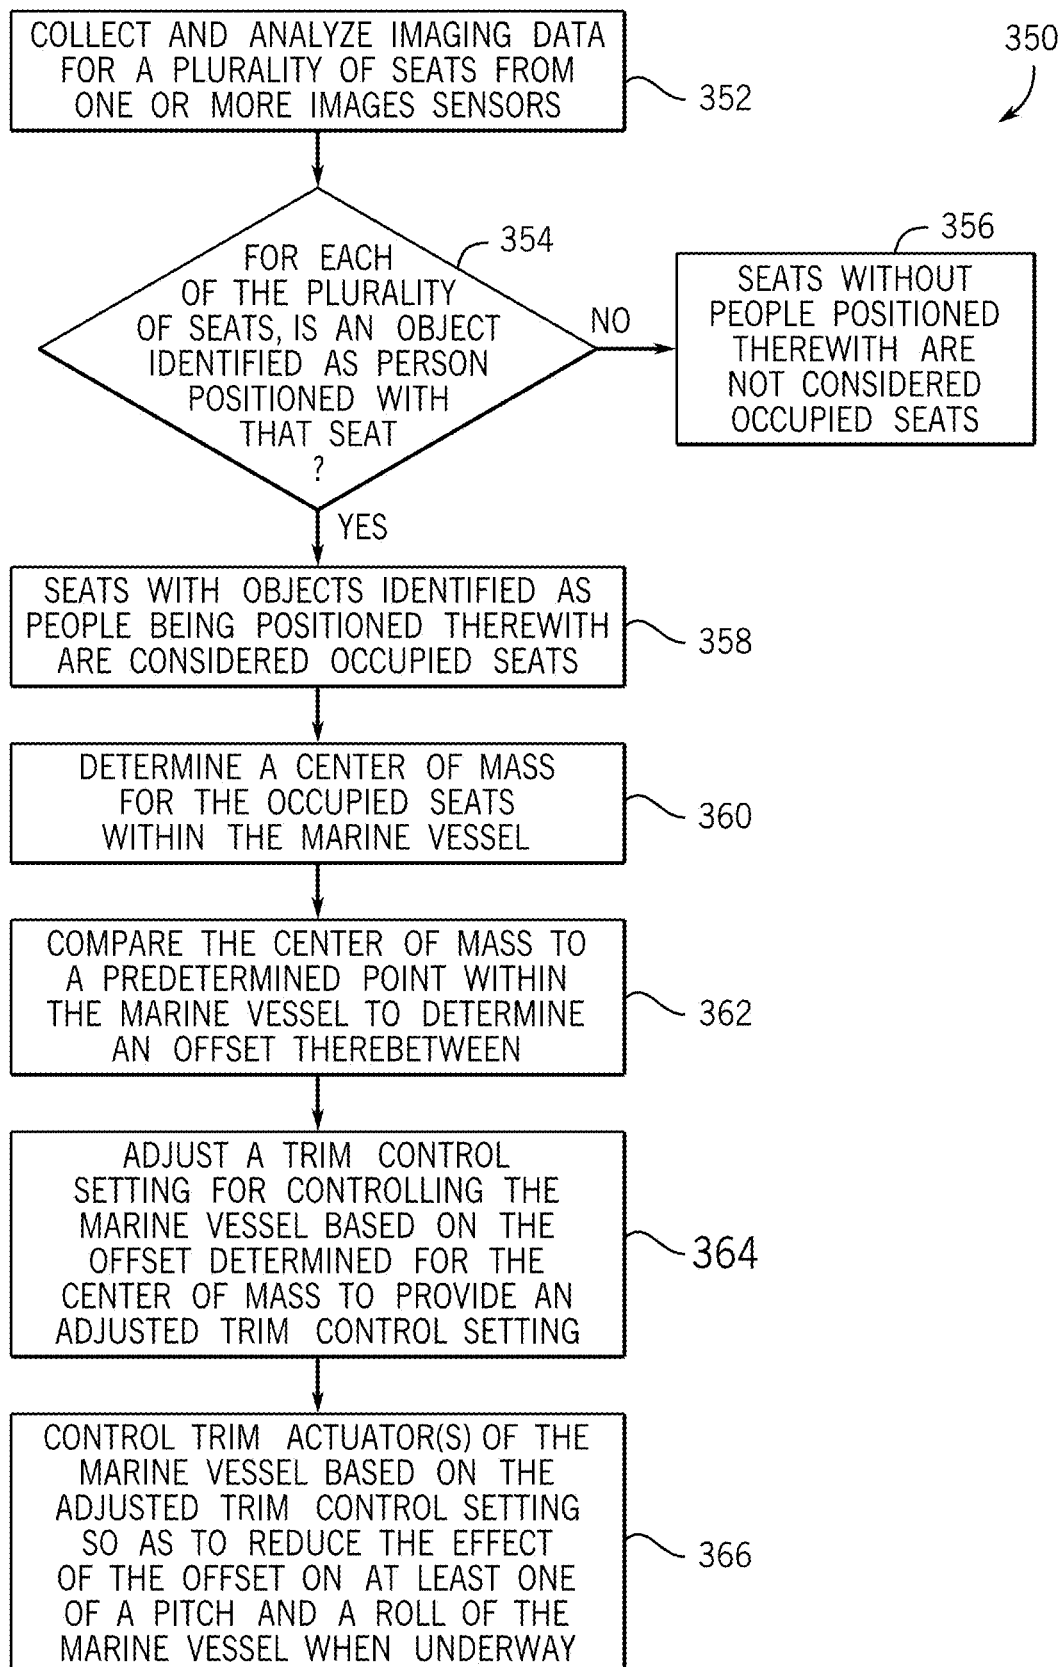 COLLECT AND ANALYZE IMAGING DATA
FOR A PLURALITY OF SEATS FROM
ONE OR MORE IMAGES SENSORS
352
350
FOR EACH
OF THE PLURALITY
OF SEATS, IS AN OBJECT
IDENTIFIED AS PERSON
POSITIONED WITH
THAT SEAT
?
354
NO
356
SEATS WITHOUT
PEOPLE POSITIONED
THEREWITH ARE
NOT CONSIDERED
OCCUPIED SEATS
YES
SEATS WITH OBJECTS IDENTIFIED AS
PEOPLE BEING POSITIONED THEREWITH
ARE CONSIDERED OCCUPIED SEATS
358
DETERMINE A CENTER OF MASS
FOR THE OCCUPIED SEATS
WITHIN THE MARINE VESSEL
360
COMPARE THE CENTER OF MASS TO
A PREDETERMINED POINT WITHIN
THE MARINE VESSEL TO DETERMINE
AN OFFSET THEREBETWEEN
362
ADJUST A TRIM CONTROL
SETTING FOR CONTROLLING THE
MARINE VESSEL BASED ON THE
OFFSET DETERMINED FOR THE
CENTER OF MASS TO PROVIDE AN
ADJUSTED TRIM CONTROL SETTING
364
CONTROL TRIM ACTUATOR(S) OF THE
MARINE VESSEL BASED ON THE
ADJUSTED TRIM CONTROL SETTING
SO AS TO REDUCE THE EFFECT
OF THE OFFSET ON AT LEAST ONE
OF A PITCH AND A ROLL OF THE
MARINE VESSEL WHEN UNDERWAY
366